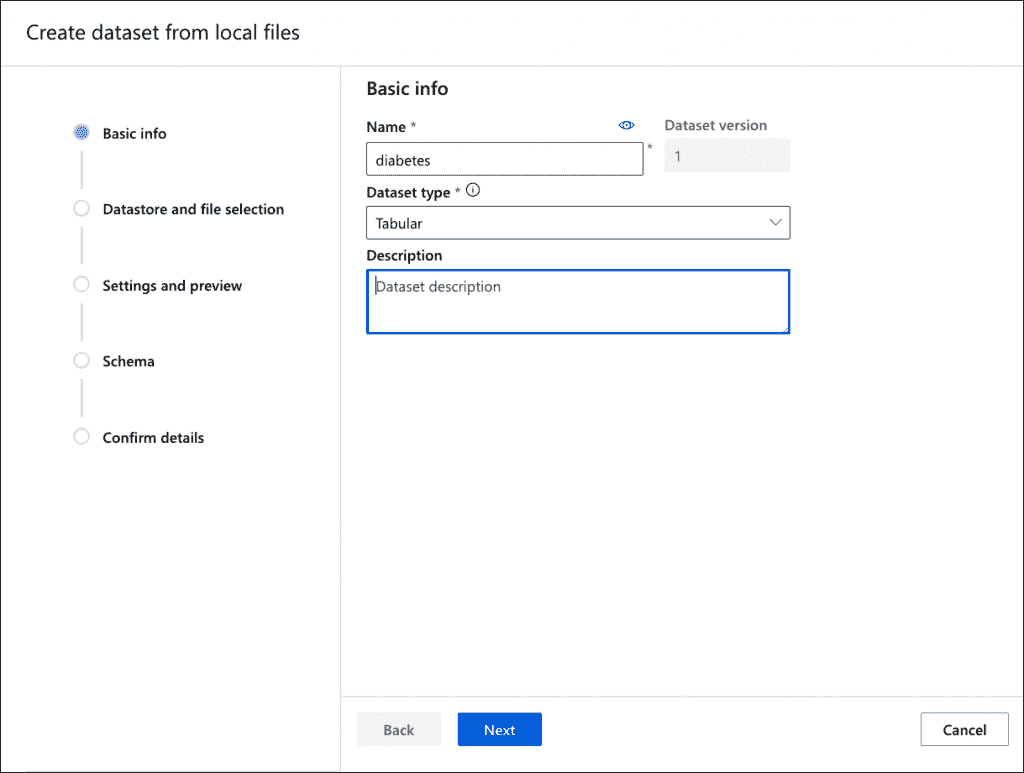 Create dataset from local files
Basic info
Datastore and file selection
Settings and preview
Schema
Confirm details
Basic info
Name *
diabetes
*
Dataset version
1
Dataset type *
Tabular
Description
Dataset description
Back
Next
Cancel